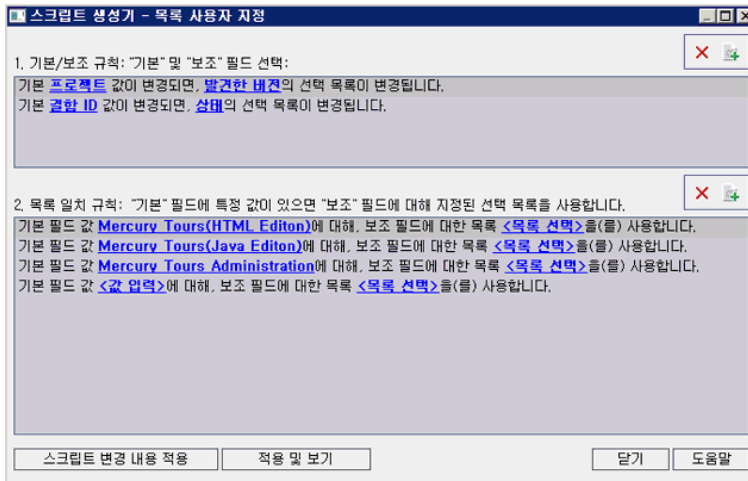 스크립트 생성기 - 목록 사용자 지정
1. 기본/보조 규칙: "기본" 및 "보조" 필드 선택:
기본 프로젝트 값이 변경되면, 발견한 버전의 선택 목록이 변경됩니다.
기본 결함 ID 값이 변경되면, 상태의 선택 목록이 변경됩니다.
2. 목록 일치 규칙: "기본" 필드에 특정 값이 있으면 "보조" 필드에 대해 지정된 선택 목록을 사용합니다.
기본 필드 값 Mercury Tours(HTML Editon)에 대해, 보조 필드에 대한 목록 <목록 선택>을(를) 사용합니다.
기본 필드 값 Mercury Tours(Java Editon)에 대해, 보조 필드에 대한 목록 <목록 선택>을(를) 사용합니다.
기본 필드 값 Mercury Tours Administration에 대해, 보조 필드에 대한 목록 <목록 선택>을(를) 사용합니다.
기본 필드 값 <값 입력>에 대해, 보조 필드에 대한 목록 <목록 선택>을(를) 사용합니다.
스크립트 변경 내용 적용 적용 및 보기 닫기 도움말